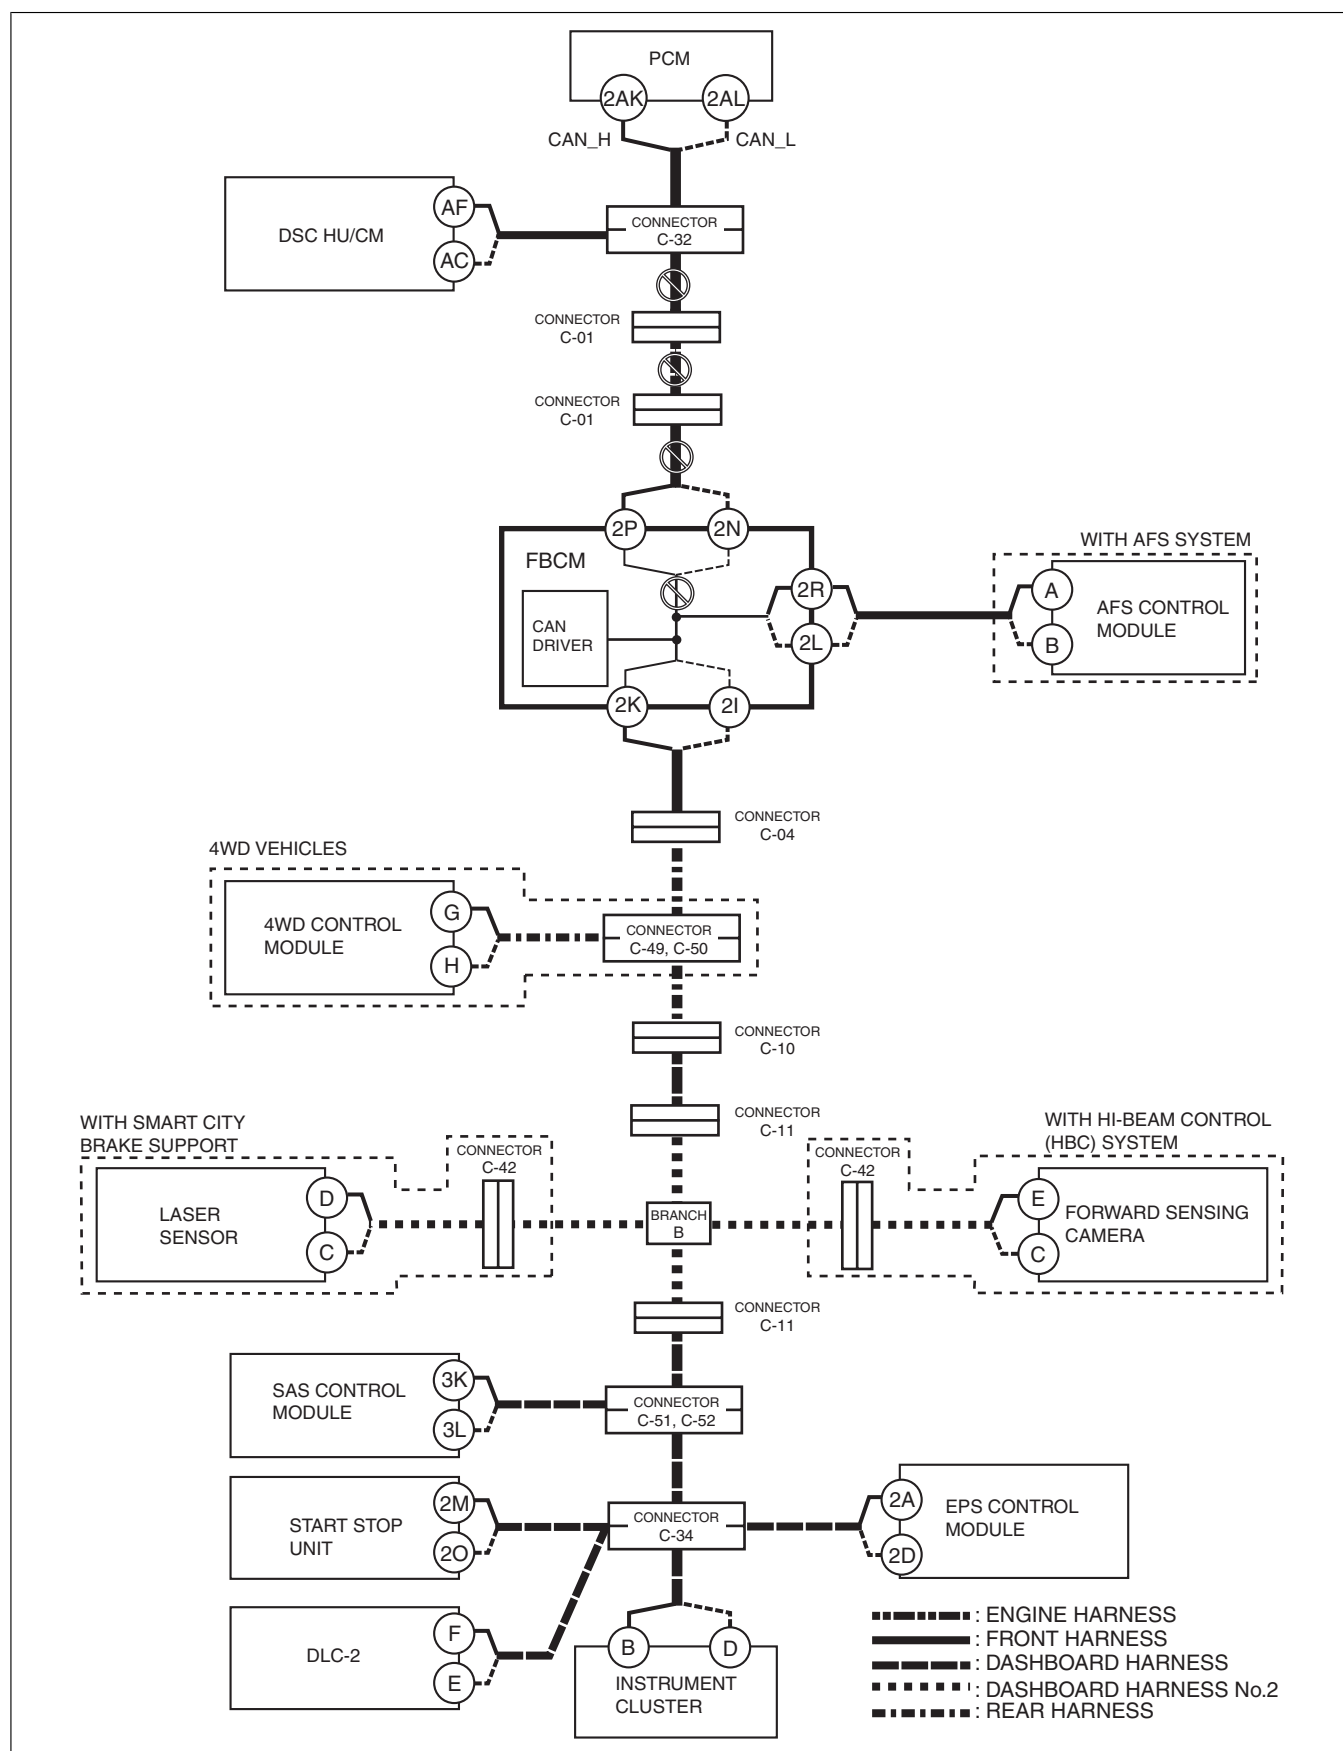 PCM
2AK
2AL
CAN_H
CAN_L
DSC HU/CM
AF
AC
CONNECTOR
C-32
CONNECTOR
C-01
CONNECTOR
C-01
2P
2N
FBCM
2R
2L
CAN
DRIVER
2K
2I
WITH AFS SYSTEM
A
B
AFS CONTROL
MODULE
CONNECTOR
C-04
4WD VEHICLES
4WD CONTROL
MODULE
G
H
CONNECTOR
C-49, C-50
CONNECTOR
C-10
CONNECTOR
C-11
WITH SMART CITY
BRAKE SUPPORT
CONNECTOR
C-42
LASER
SENSOR
D
C
BRANCH
B
WITH HI-BEAM CONTROL
(HBC) SYSTEM
CONNECTOR
C-42
E
C
FORWARD SENSING
CAMERA
CONNECTOR
C-11
SAS CONTROL
MODULE
3K
3L
CONNECTOR
C-51, C-52
START STOP
UNIT
2M
2O
CONNECTOR
C-34
2A
2D
EPS CONTROL
MODULE
DLC-2
F
E
B
D
INSTRUMENT
CLUSTER
: ENGINE HARNESS
: FRONT HARNESS
: DASHBOARD HARNESS
: DASHBOARD HARNESS No.2
: REAR HARNESS